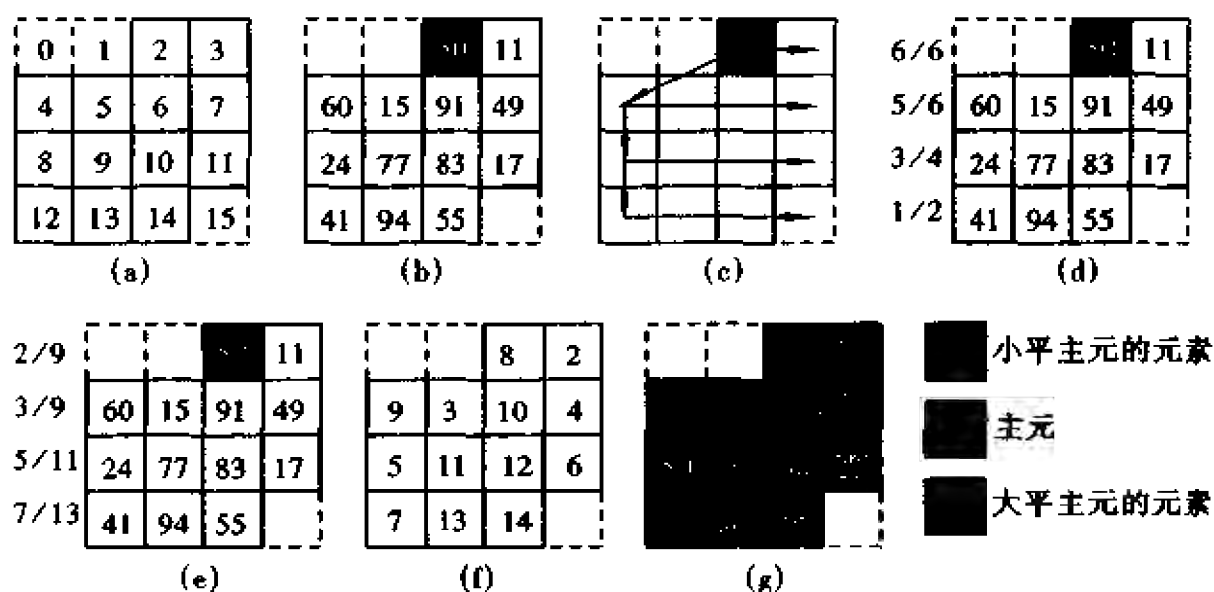 0 1 2 3
4 5 6 7
8 9 10 11
12 13 14 15
(a)
11
60 15 91 49
24 77 83 17
41 94 55
(b)
(c)
6/6 11
5/6 60 15 91 49
3/4 24 77 83 17
1/2 41 94 55
(d)
2/9 11
3/9 60 15 91 49
5/11 24 77 83 17
7/13 41 94 55
(e)
8 2
9 3 10 4
5 11 12 6
7 13 14
(f)
(g)
小平主元的元素
主元
大平主元的元素